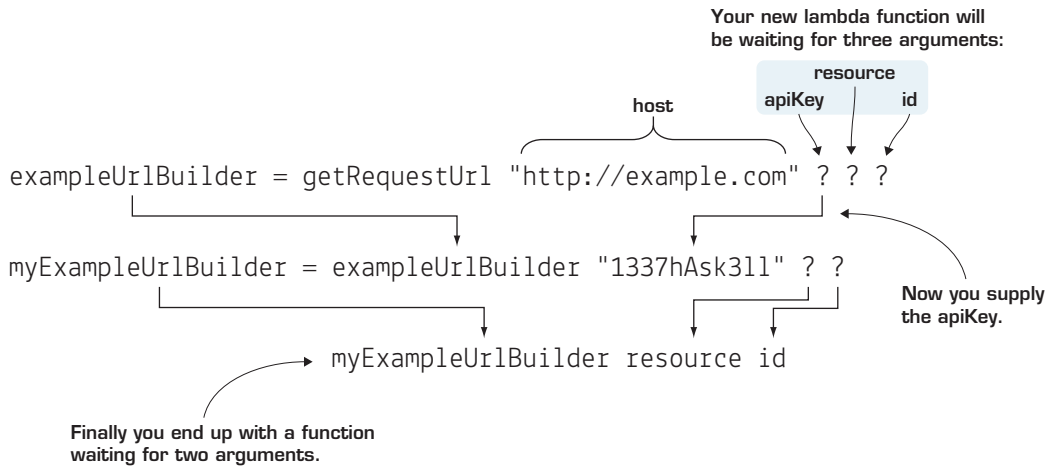 Your new lambda function will
be waiting for three arguments:
resource
apiKey id
host
exampleUrlBuilder = getRequestUrl "http://example.com" ? ? ?
myExampleUrlBuilder = exampleUrlBuilder "1337hAsk3ll" ? ?
Now you supply
the apiKey.
myExampleUrlBuilder resource id
Finally you end up with a function
waiting for two arguments.